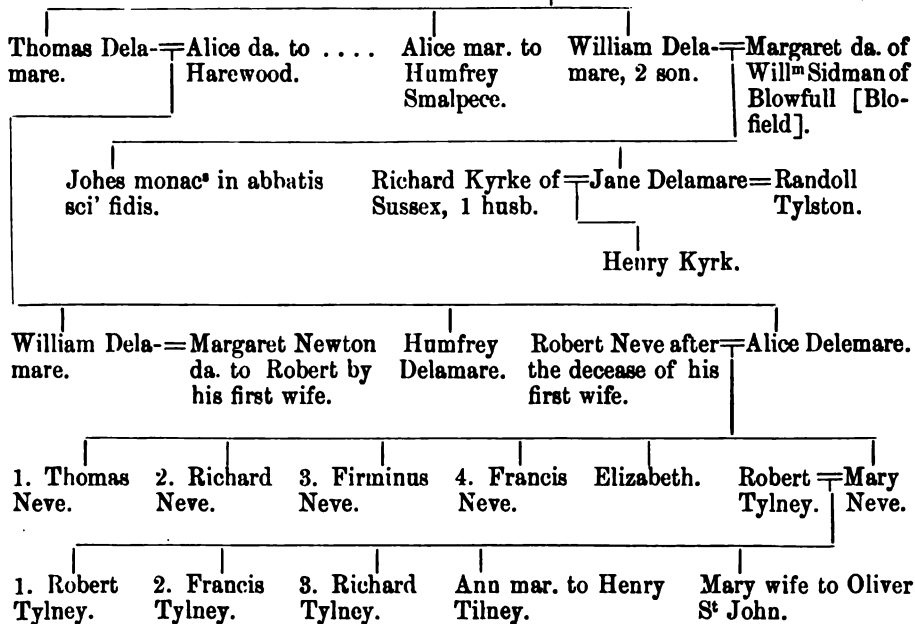 Thomas Dela-=Alice da. to .... Alice mar. to William Dela-=Margaret da. of
mare. Harewood. Humfrey mare, 2 son. Willᵐ Sidman of
Smalpece. Blowfull [Blo-
field].
Johes monacˢ in abbatis Richard Kyrke of=Jane Delamare=Randoll
sci' fidis. Sussex, 1 husb. Tylston.
Henry Kyrk.
William Dela-=Margaret Newton Humfrey Robert Neve after=Alice Delemare.
mare. da. to Robert by Delamare. the decease of his
his first wife. first wife.
1. Thomas 2. Richard 3. Firminus 4. Francis Elizabeth. Robert=Mary
Neve. Neve. Neve. Neve. Tylney. Neve.
1. Robert 2. Francis 3. Richard Ann mar. to Henry Mary wife to Oliver
Tylney. Tylney. Tylney. Tilney. Sᵗ John.